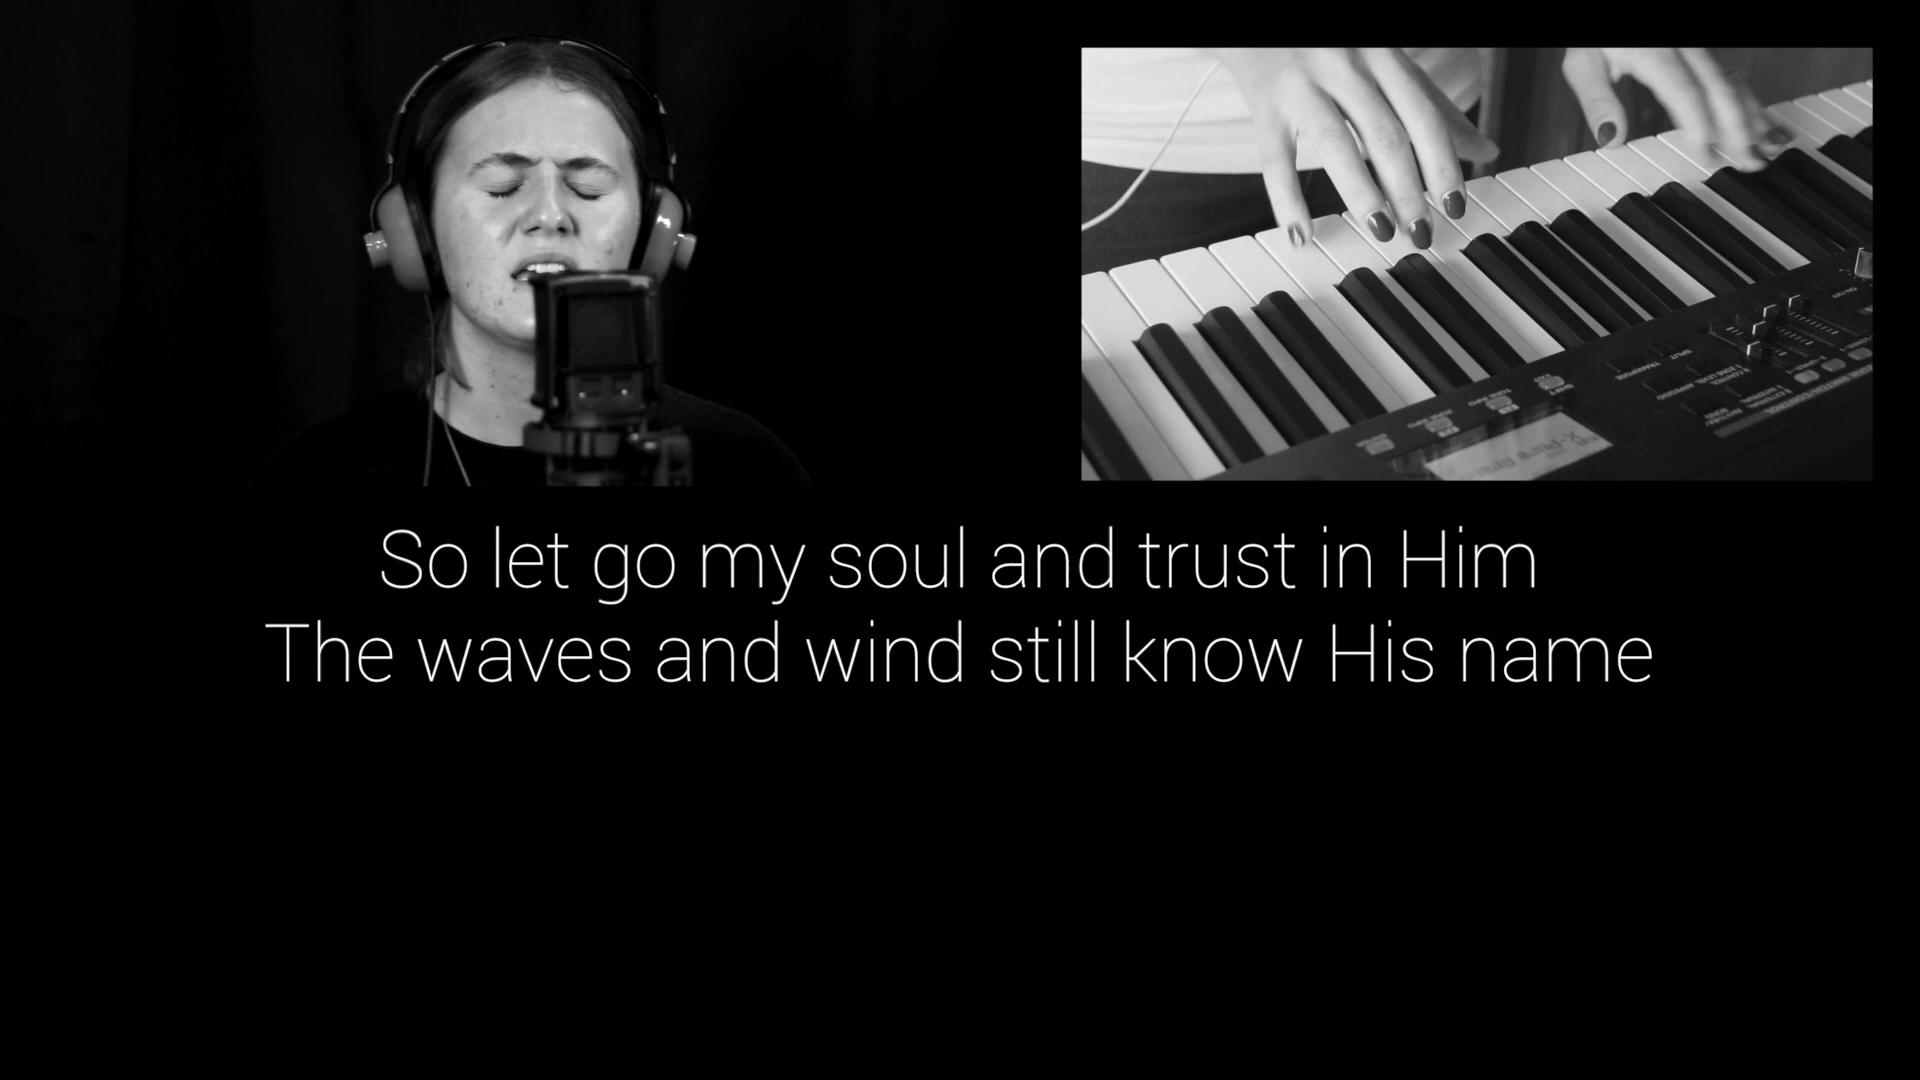 So let go my soul and trust in Him
The waves and wind still know His name